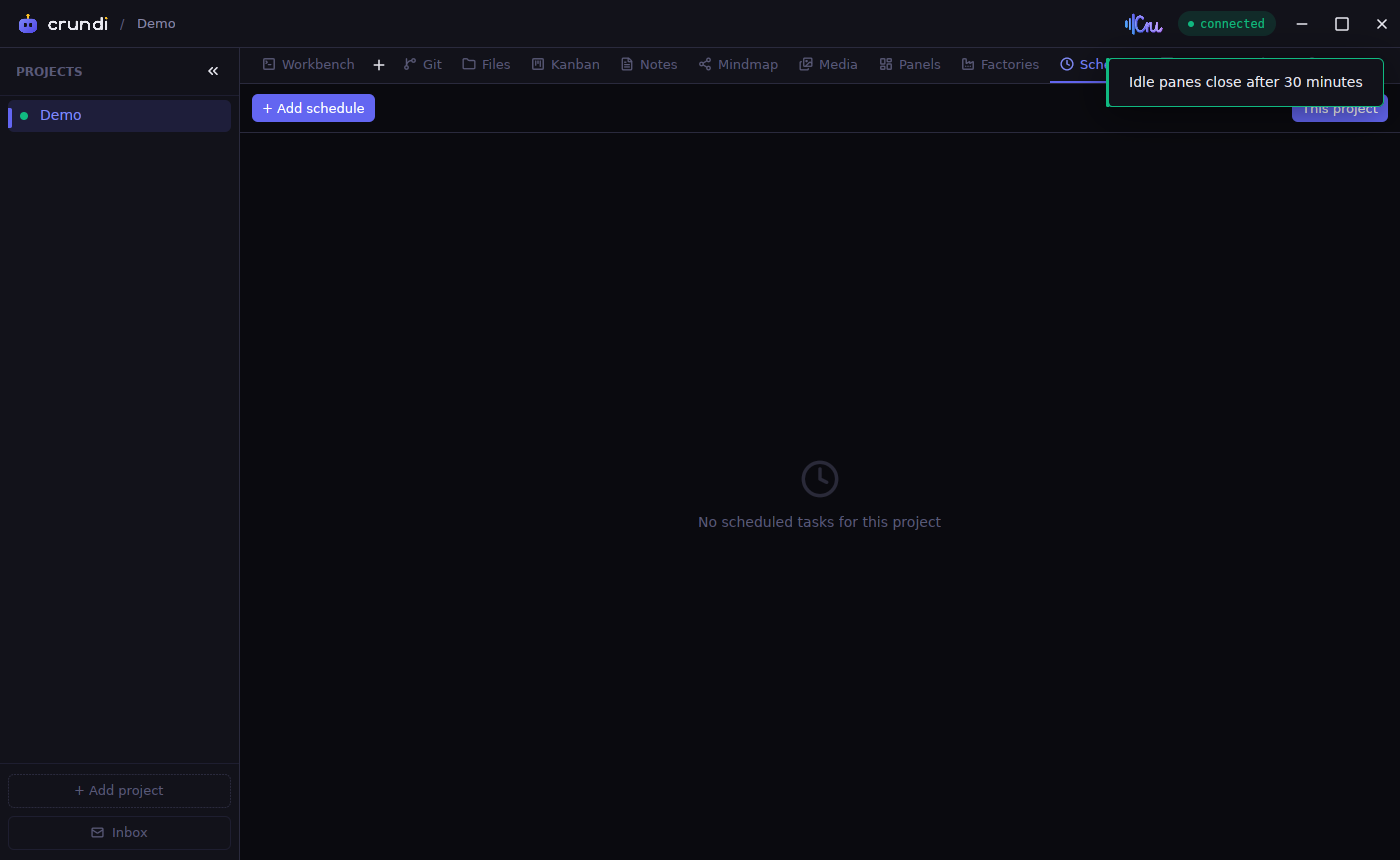 crundi / Demo
Cru
connected
PROJECTS
Workbench
Git
Files
Kanban
Notes
Mindmap
Media
Panels
Factories
Idle panes close after 30 minutes
Demo
+ Add schedule
This project
No scheduled tasks for this project
+ Add project
Inbox